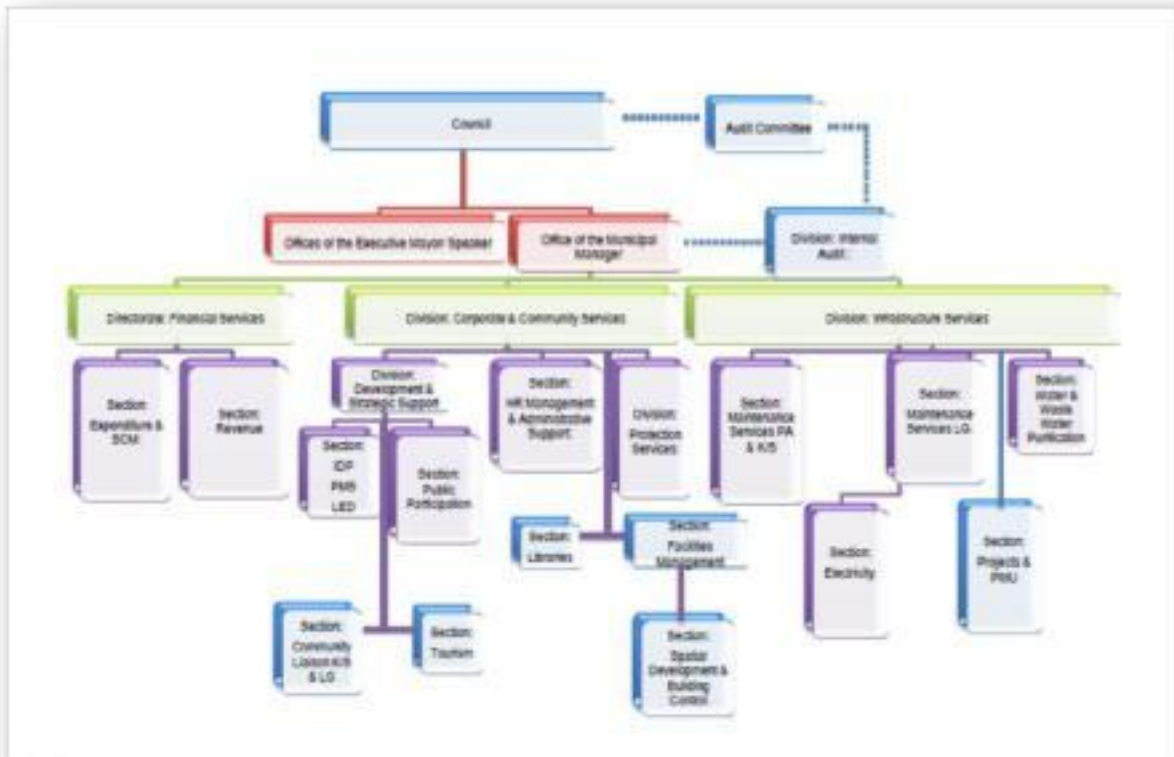 Council
Audit Committee
Offices of the Executive Mayor/ Speaker
Office of the Municipal
Manager
Division: Internal
Audit
Directorate: Financial Services
Division: Corporate & Community Services
Division: Infrastructure Services
Section:
Expenditure &
SCM
Section:
Revenue
Division:
Development &
Strategic Support
Section:
IDP
PMS
LED
Section:
Public
Participation
Section:
HR Management
& Administrative
Support
Division:
Protection
Services
Section:
Maintenance
Services PA
& K/S
Section:
Maintenance
Services LG
Section:
Water &
Waste
Water
Purification
Section:
Libraries
Section:
Facilities
Management
Section:
Electricity
Section:
Projects &
PMU
Section:
Community
Liaison K/S
& LG
Section:
Tourism
Section:
Spatial
Development &
Building
Control